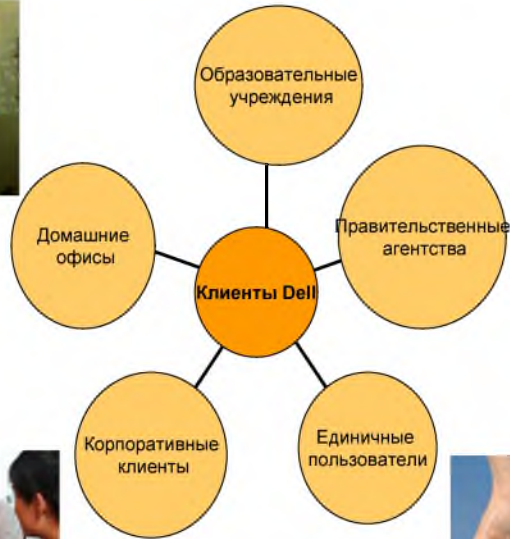 Образовательные
учреждения
Правительственные
агентства
Домашние
офисы
Клиенты Dell
Корпоративные
клиенты
Единичные
пользователи